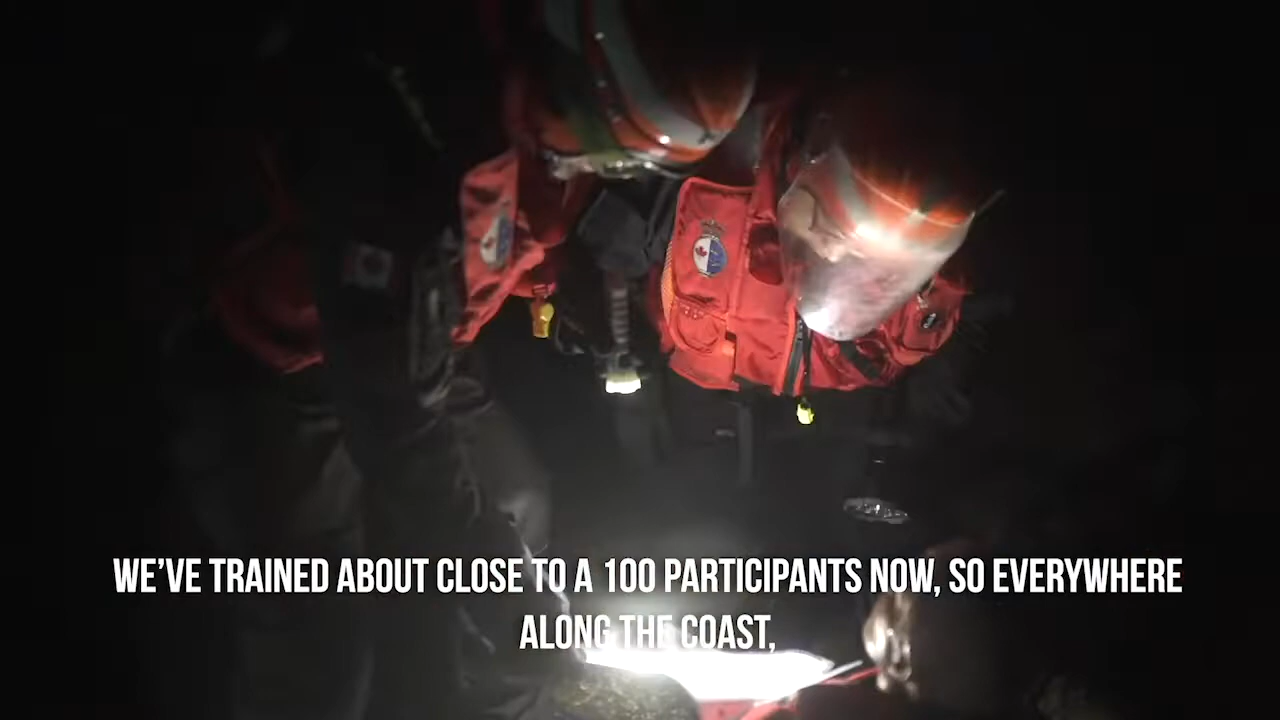 WE’VE TRAINED ABOUT CLOSE TO A 100 PARTICIPANTS NOW, SO EVERYWHERE
ALONG THE COAST,